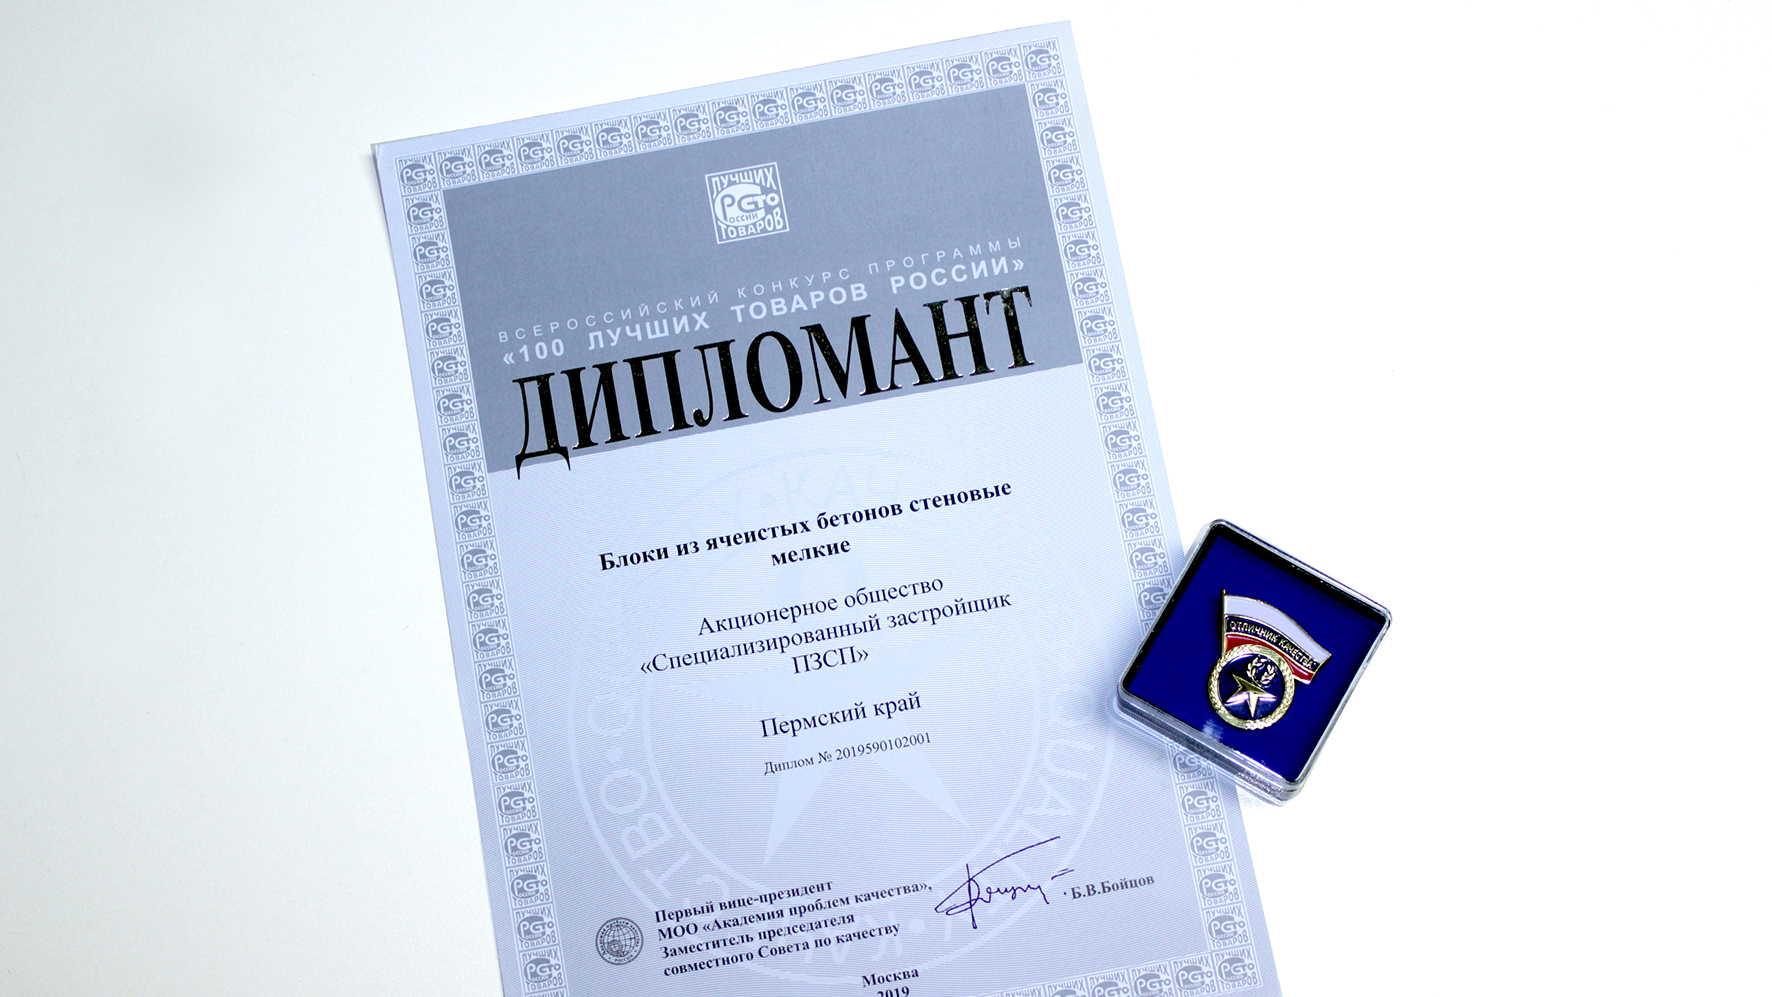 ЛУЧШИХ
РСТо
РОССИИ
ТОВАРОВ
ВСЕРОССИЙСКИЙ КОНКУРС ПРОГРАММЫ
«100 ЛУЧШИХ ТОВАРОВ РОССИИ»
ДИПЛОМАНТ
Блоки из ячеистых бетонов стеновые
мелкие
Акционерное общество
«Специализированный застройщик
ПЗСП»
Пермский край
Диплом № 2019590102001
Первый вице-президент
МОО «Академия проблем качества»,
Заместитель председателя
совместного Совета по качеству
Б.В.Бойцов
Москва
2019
ОТЛИЧНИК КАЧЕСТВА